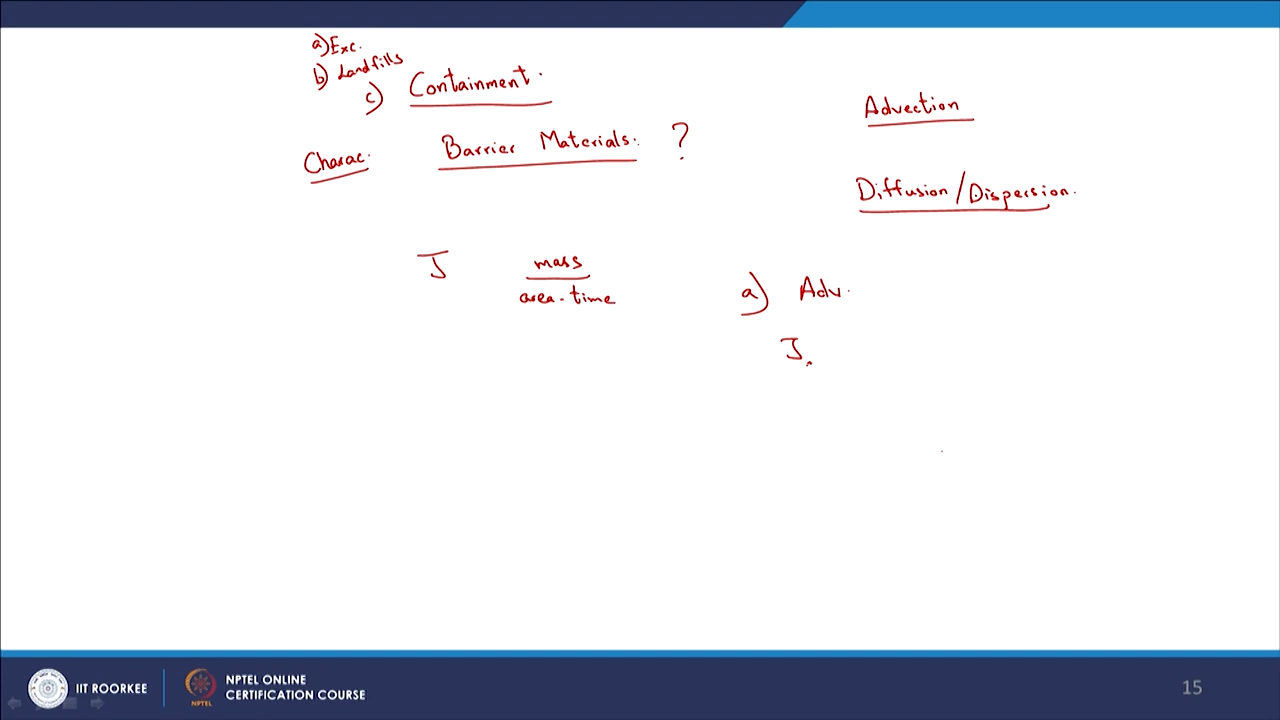 a) Exc.
b) Landfills
c) Containment.
Advection
Charac. Barrier Materials. ?
Diffusion/Dispersion.
J mass
area-time
a) Adv.
J
IIT ROORKEE
NPTEL ONLINE
CERTIFICATION COURSE
NPTEL
15